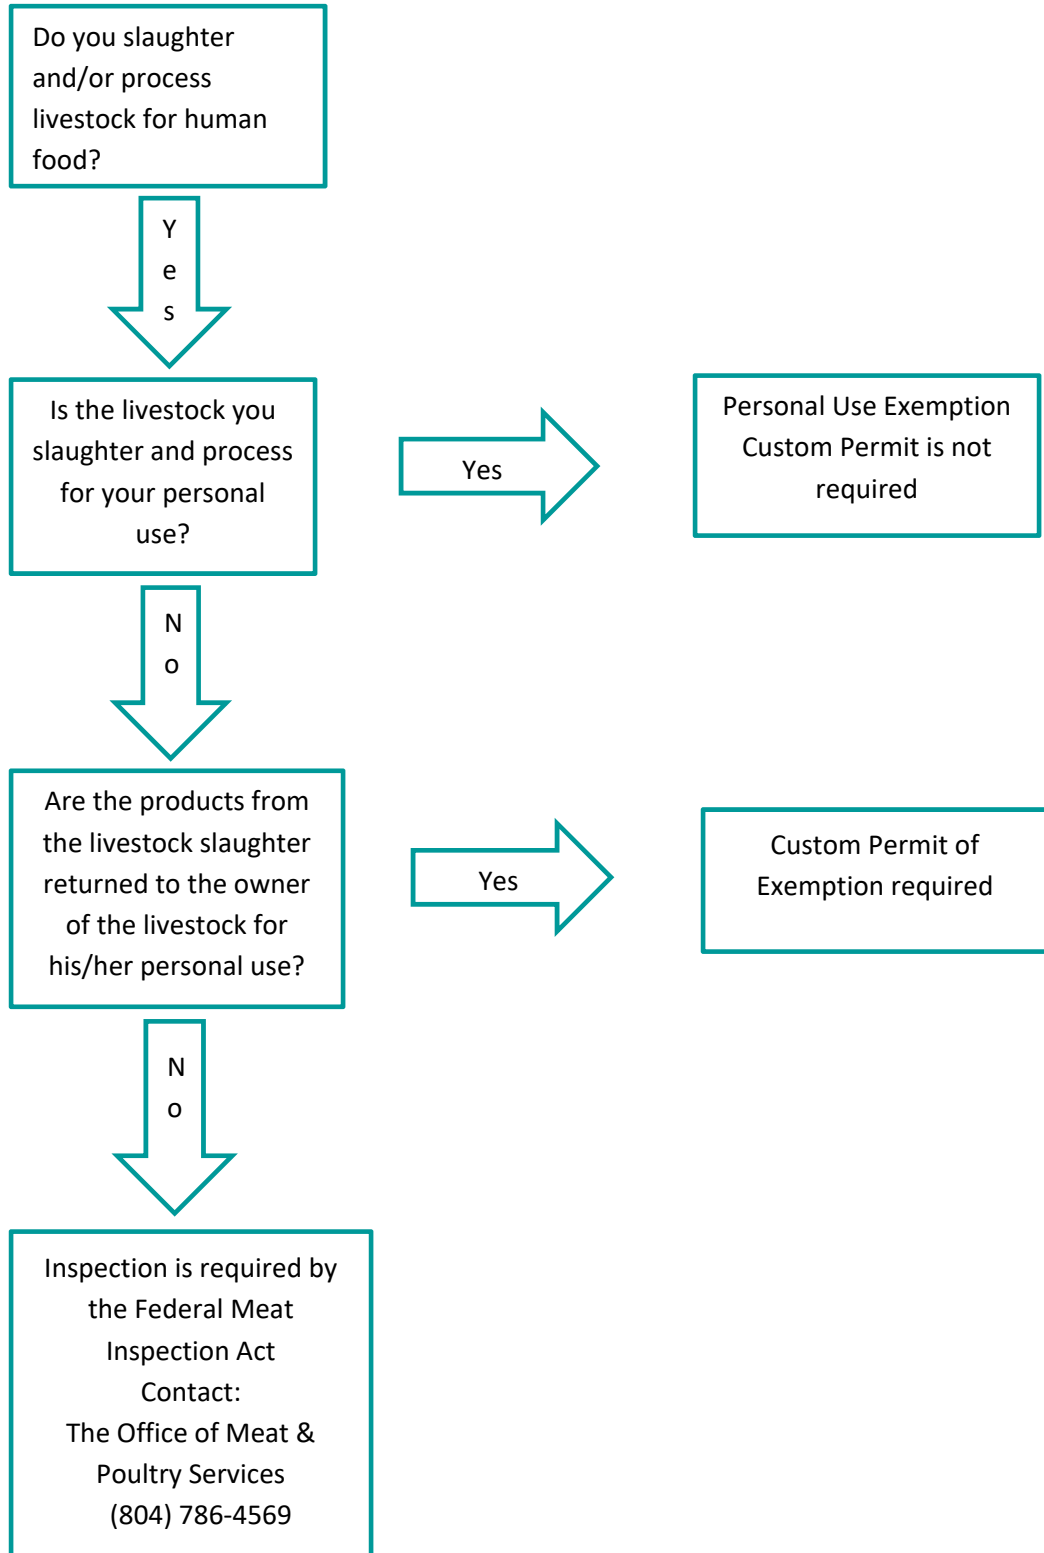 Do you slaughter
and/or process
livestock for human
food?
Yes
Is the livestock you
slaughter and process
for your personal
use?
Yes
Personal Use Exemption
Custom Permit is not
required
No
Are the products from
the livestock slaughter
returned to the owner
of the livestock for
his/her personal use?
Yes
Custom Permit of
Exemption required
No
Inspection is required by
the Federal Meat
Inspection Act
Contact:
The Office of Meat &
Poultry Services
(804) 786-4569